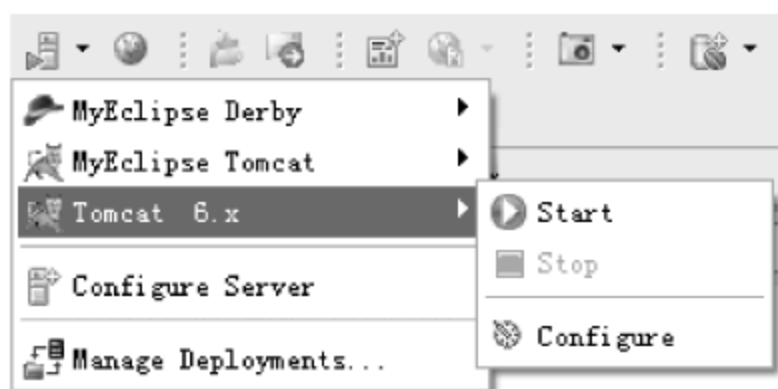 MyEclipse Derby
MyEclipse Tomcat
Tomcat 6.x
Start
Stop
Configure Server
Configure
Manage Deployments...